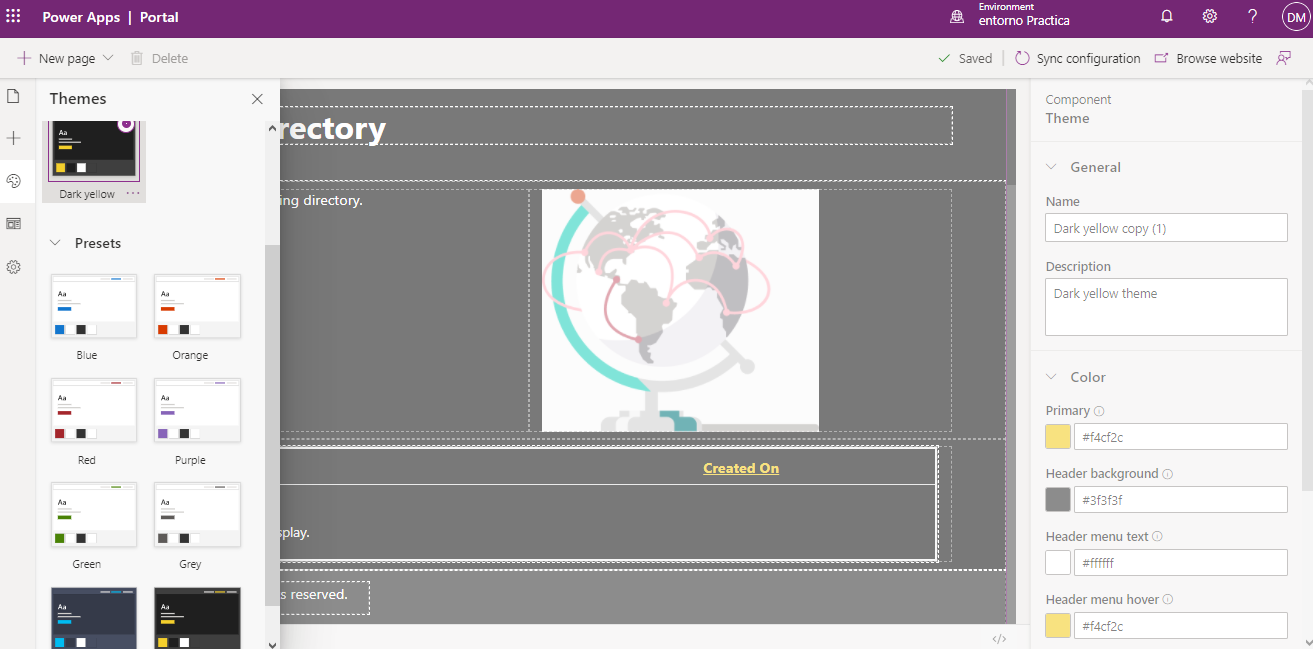 Power Apps | Portal
Environment
entorno Practica
DM
New page
Delete
Saved
Sync configuration
Browse website
Themes
Aa
Dark yellow
Presets
Aa
Aa
Blue
Orange
Aa
Aa
Red
Purple
Aa
Aa
Green
Grey
Aa
Aa
rectory
ing directory.
Created On
splay.
s reserved.
</>
Component
Theme
General
Name
Dark yellow copy (1)
Description
Dark yellow theme
Color
Primary
#f4cf2c
Header background
#3f3f3f
Header menu text
#ffffff
Header menu hover
#f4cf2c